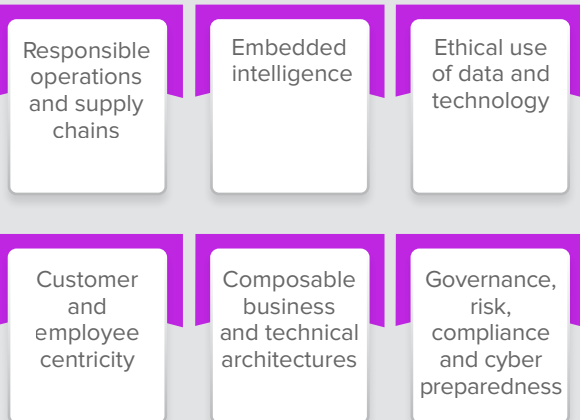 Responsible
operations
and supply
chains
Embedded
intelligence
Ethical use
of data and
technology
Customer
and
employee
centricity
Composable
business
and technical
architectures
Governance,
risk,
compliance
and cyber
preparedness